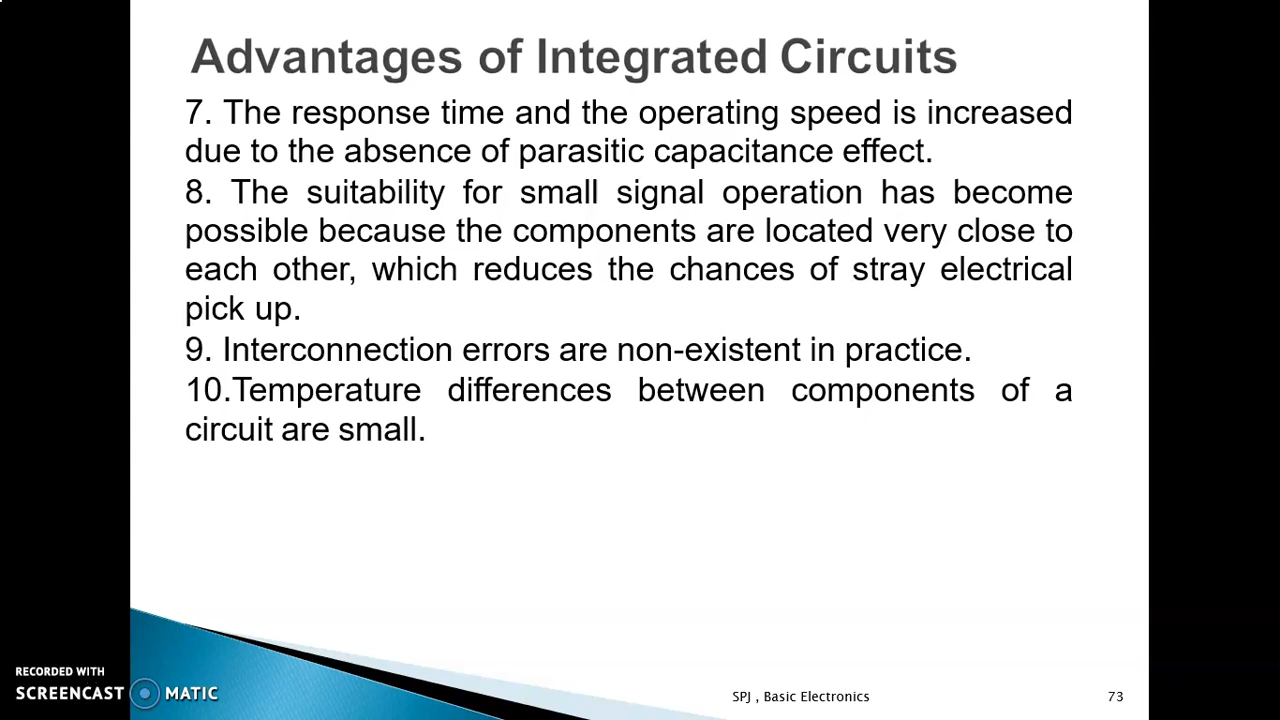 Advantages of Integrated Circuits
7. The response time and the operating speed is increased
due to the absence of parasitic capacitance effect.
8. The suitability for small signal operation has become
possible because the components are located very close to
each other, which reduces the chances of stray electrical
pick up.
9. Interconnection errors are non-existent in practice.
10.Temperature differences between components of a
circuit are small.
RECORDED WITH
SCREENCAST MATIC
SPJ , Basic Electronics
73